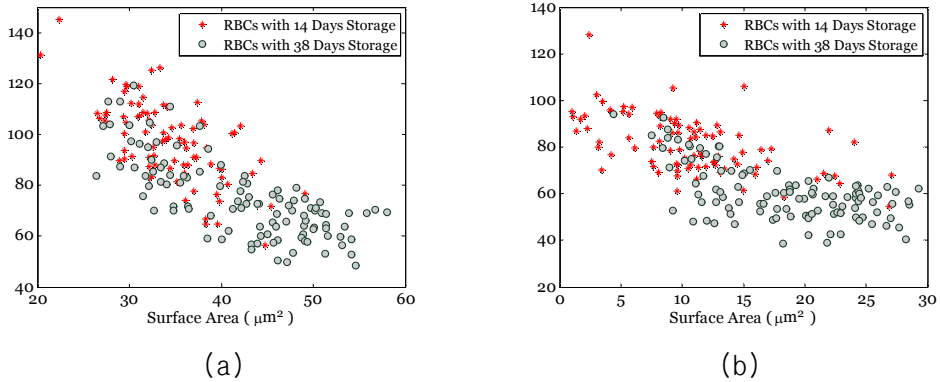 140
120
100
80
60
40
20 30 40 50 60
Surface Area ( μm² )
RBCs with 14 Days Storage
RBCs with 38 Days Storage
(a)
140
120
100
80
60
40
20
0 5 10 15 20 25 30
Surface Area ( μm² )
RBCs with 14 Days Storage
RBCs with 38 Days Storage
(b)